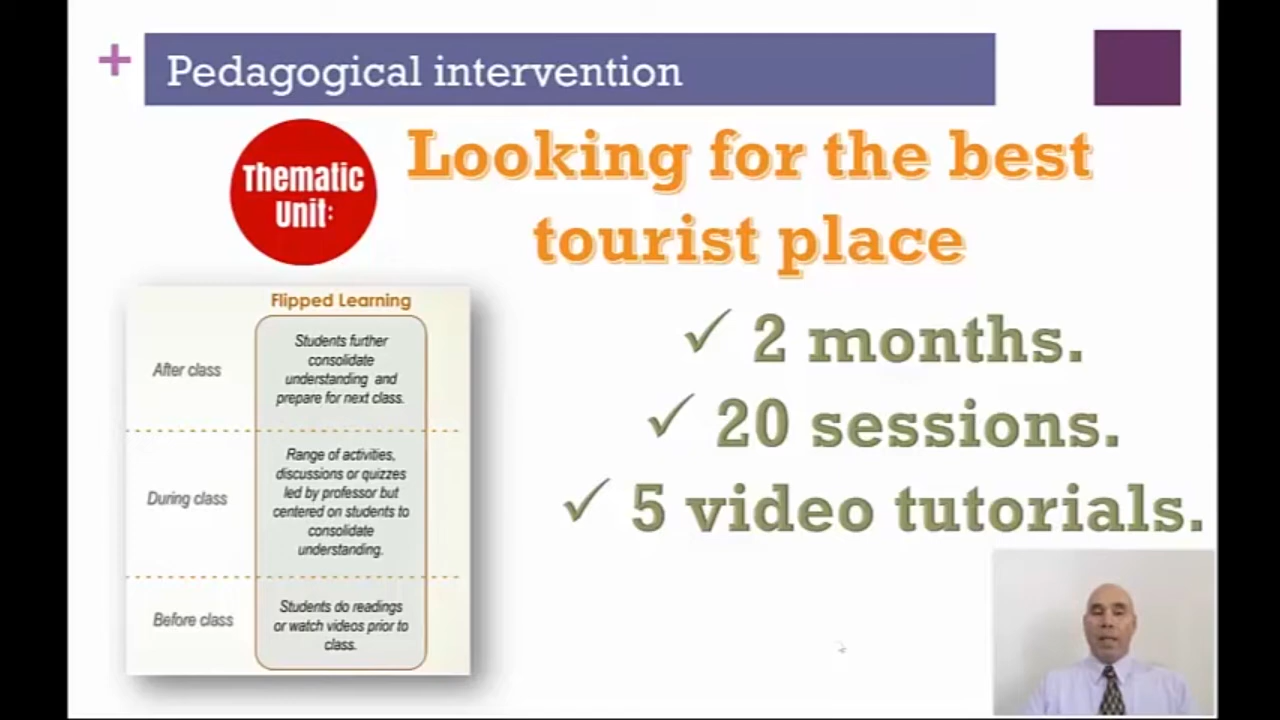 + Pedagogical intervention
Thematic
Unit:
Looking for the best
tourist place
Flipped Learning
After class
Students further
consolidate
understanding and
prepare for next class.
During class
Range of activities,
discussions or quizzes
led by professor but
centered on students to
consolidate
understanding.
Before class
Students do readings
or watch videos prior to
class.
✓ 2 months.
✓ 20 sessions.
✓ 5 video tutorials.